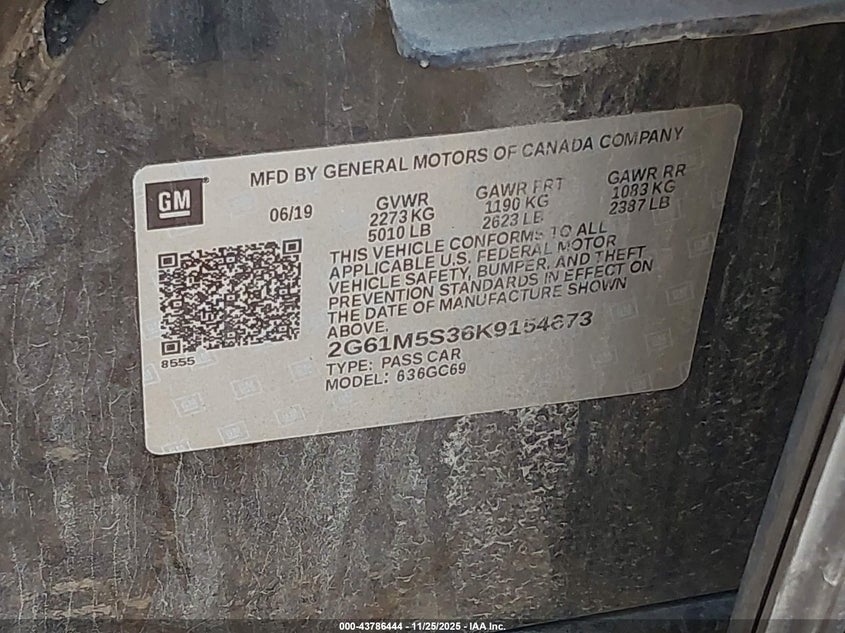 MFD BY GENERAL MOTORS OF CANADA COMPANY
GM
06/19
GVWR
2273 KG
5010 LB
GAWR FRT
1190 KG
2623 LB
GAWR RR
1083 KG
2387 LB
THIS VEHICLE CONFORMS TO ALL
APPLICABLE U.S. FEDERAL MOTOR
VEHICLE SAFETY, BUMPER, AND THEFT
PREVENTION STANDARDS IN EFFECT ON
THE DATE OF MANUFACTURE SHOWN
ABOVE.
8555
2G61M5S36K9154673
TYPE: PASS CAR
MODEL: 636GC69
000-43786444 - 11/25/2025 - IAA Inc.